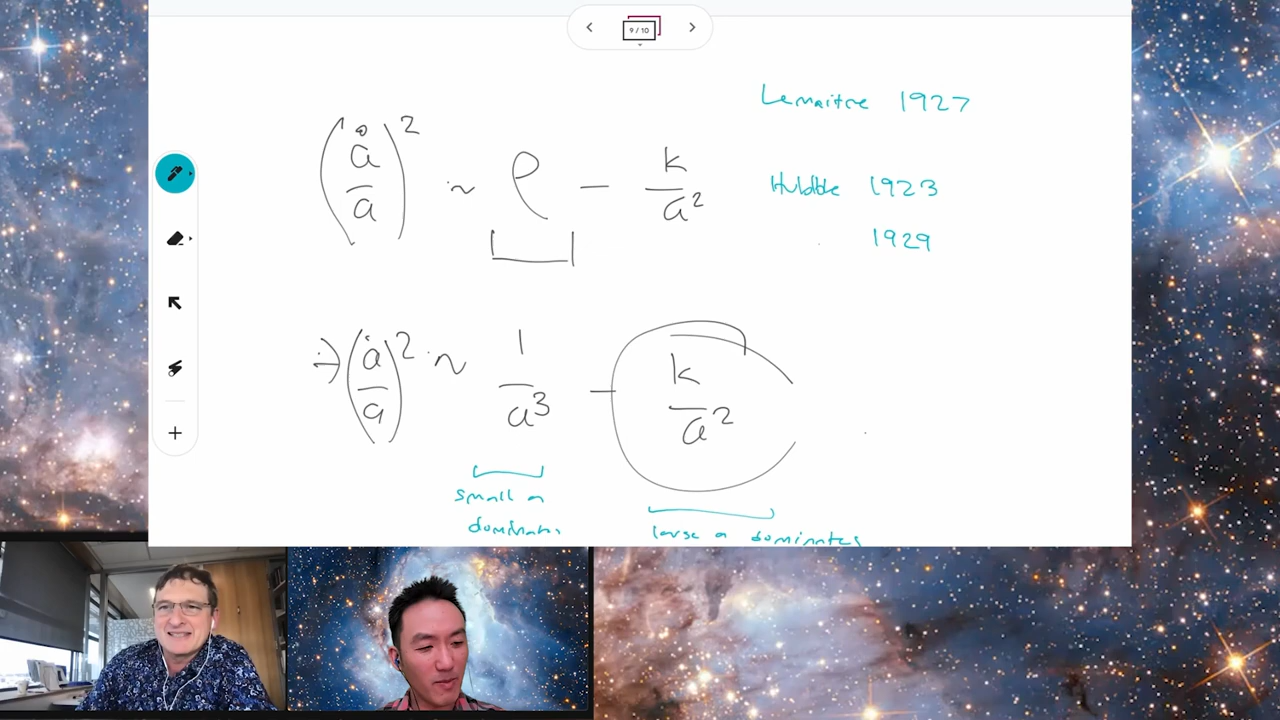 9 / 10
Lemaitre 1927
(ȧ/a)² ~ ρ − k/a²
Hubble 1923
1929
⇒ (ȧ/a)² ~ 1/a³ − k/a²
small a
dominates
large a dominates